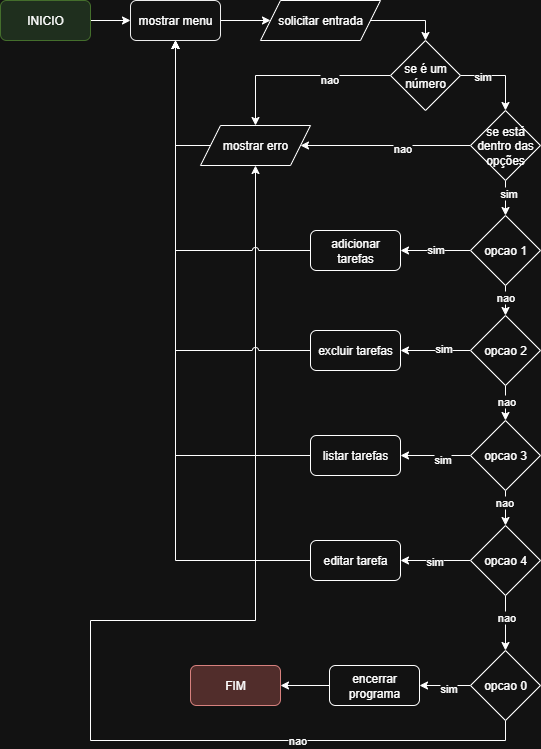 INICIO
mostrar menu
solicitar entrada
se é um
número
nao
sim
mostrar erro
nao
se está
dentro das
opções
sim
adicionar
tarefas
sim
opcao 1
nao
excluir tarefas
sim
opcao 2
nao
listar tarefas
sim
opcao 3
nao
editar tarefa
sim
opcao 4
nao
FIM
encerrar
programa
sim
opcao 0
nao